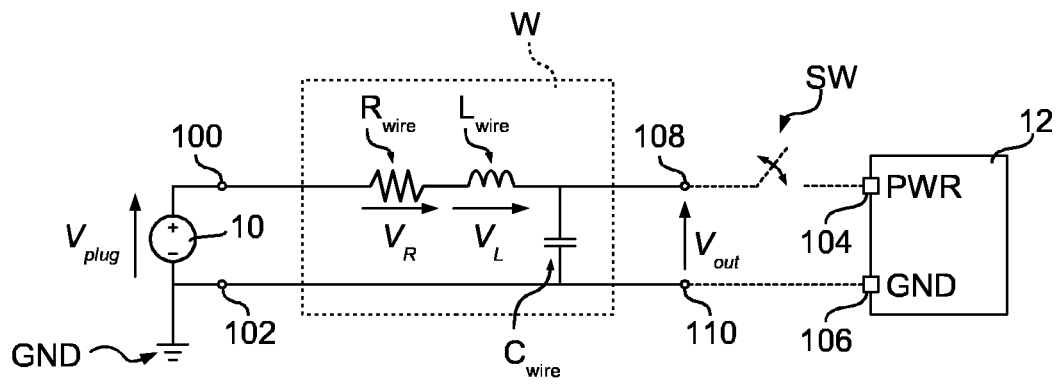 W
SW
R wire
L wire
100
108
12
PWR
10
V plug
V R
V L
V out
104
GND
102
110
106
GND
C wire